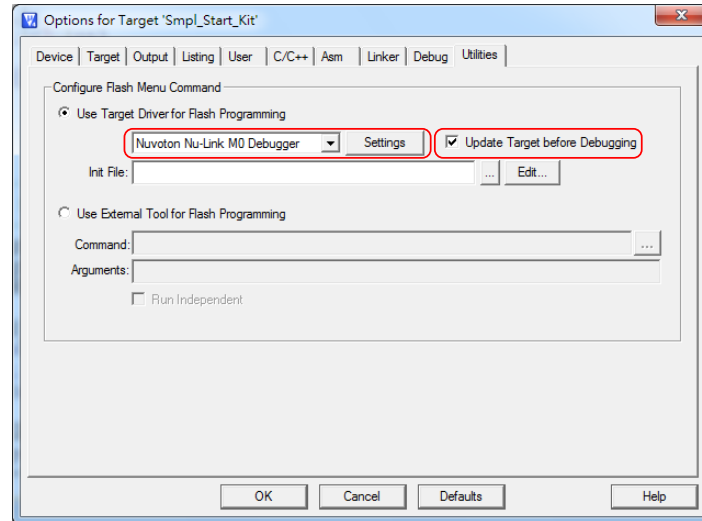 Options for Target 'Smpl_Start_Kit'
Device Target Output Listing User C/C++ Asm Linker Debug Utilities
Configure Flash Menu Command
Use Target Driver for Flash Programming
Nuvoton Nu-Link M0 Debugger Settings Update Target before Debugging
Init File: ... Edit...
Use External Tool for Flash Programming
Command: ...
Arguments:
Run Independent
OK Cancel Defaults Help